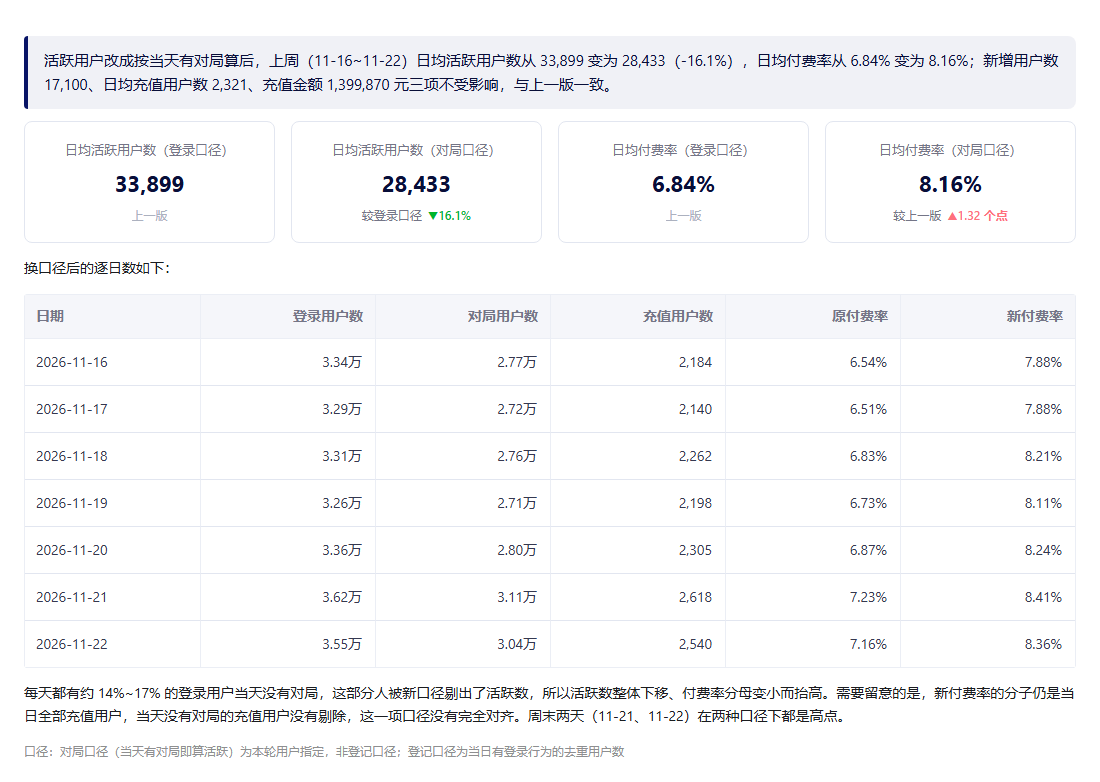 活跃用户改成按当天有对局算后，上周（11-16~11-22）日均活跃用户数从 33,899 变为 28,433（-16.1%），日均付费率从 6.84% 变为 8.16%；新增用户数
17,100、日均充值用户数 2,321、充值金额 1,399,870 元三项不受影响，与上一版一致。
日均活跃用户数（登录口径）
33,899
上一版
日均活跃用户数（对局口径）
28,433
较登录口径 ▼16.1%
日均付费率（登录口径）
6.84%
上一版
日均付费率（对局口径）
8.16%
较上一版 ▲1.32 个点
换口径后的逐日数如下：
日期 登录用户数 对局用户数 充值用户数 原付费率 新付费率
2026-11-16 3.34万 2.77万 2,184 6.54% 7.88%
2026-11-17 3.29万 2.72万 2,140 6.51% 7.88%
2026-11-18 3.31万 2.76万 2,262 6.83% 8.21%
2026-11-19 3.26万 2.71万 2,198 6.73% 8.11%
2026-11-20 3.36万 2.80万 2,305 6.87% 8.24%
2026-11-21 3.62万 3.11万 2,618 7.23% 8.41%
2026-11-22 3.55万 3.04万 2,540 7.16% 8.36%
每天都有约 14%~17% 的登录用户当天没有对局，这部分人被新口径剔出了活跃数，所以活跃数整体下移、付费率分母变小而抬高。需要留意的是，新付费率的分子仍是当
日全部充值用户，当天没有对局的充值用户没有剔除，这一项口径没有完全对齐。周末两天（11-21、11-22）在两种口径下都是高点。
口径：对局口径（当天有对局即算活跃）为本轮用户指定，非登记口径；登记口径为当日有登录行为的去重用户数